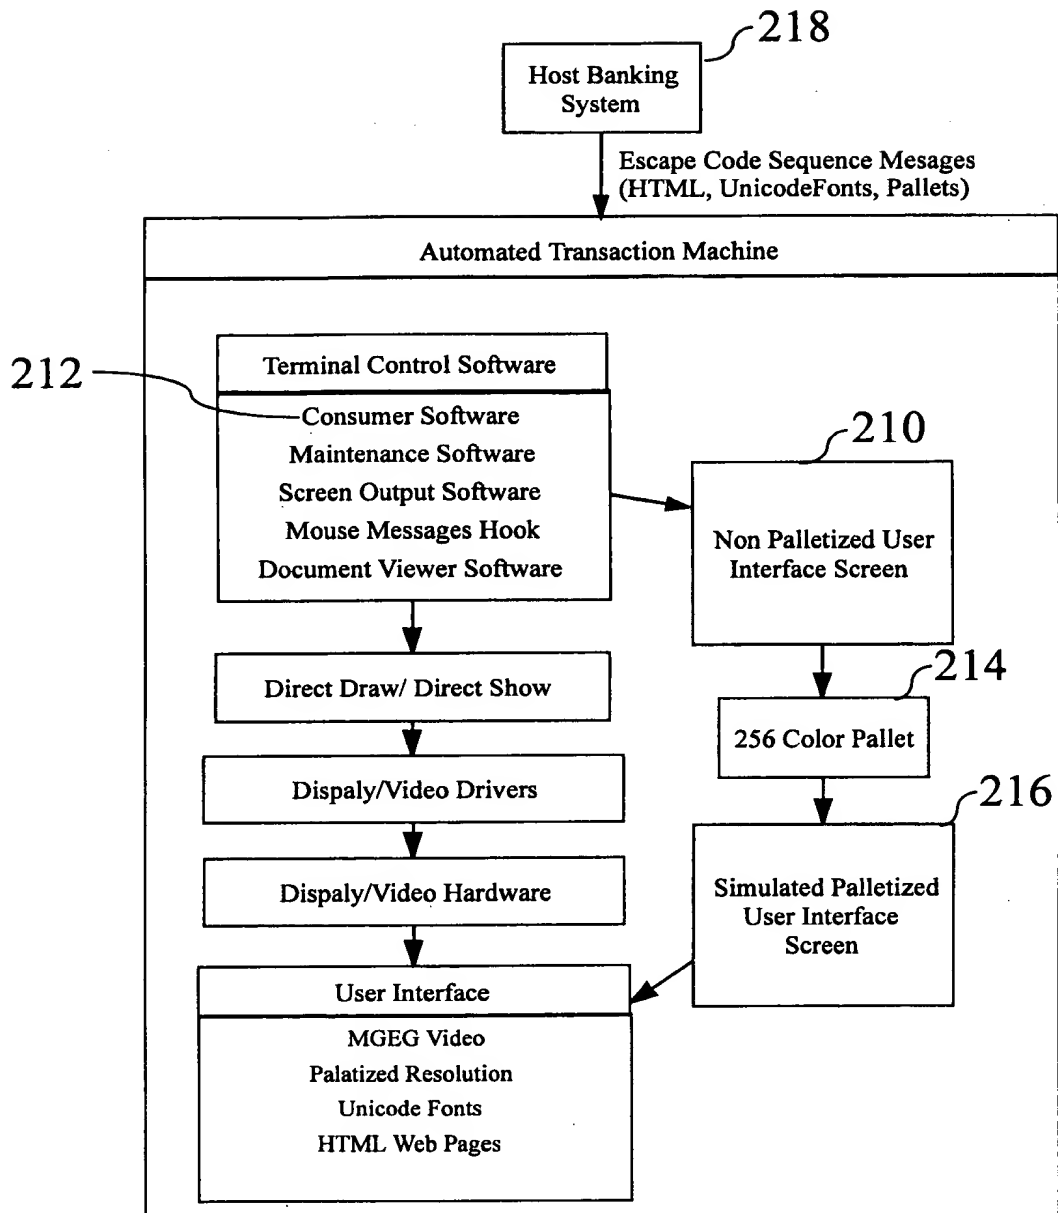 218
Host Banking
System
Escape Code Sequence Mesages
(HTML, UnicodeFonts, Pallets)
Automated Transaction Machine
Terminal Control Software
212
Consumer Software
Maintenance Software
Screen Output Software
Mouse Messages Hook
Document Viewer Software
210
Non Palletized User
Interface Screen
Direct Draw/ Direct Show
214
256 Color Pallet
Dispaly/Video Drivers
216
Simulated Palletized
User Interface
Screen
Dispaly/Video Hardware
User Interface
MGEG Video
Palatized Resolution
Unicode Fonts
HTML Web Pages